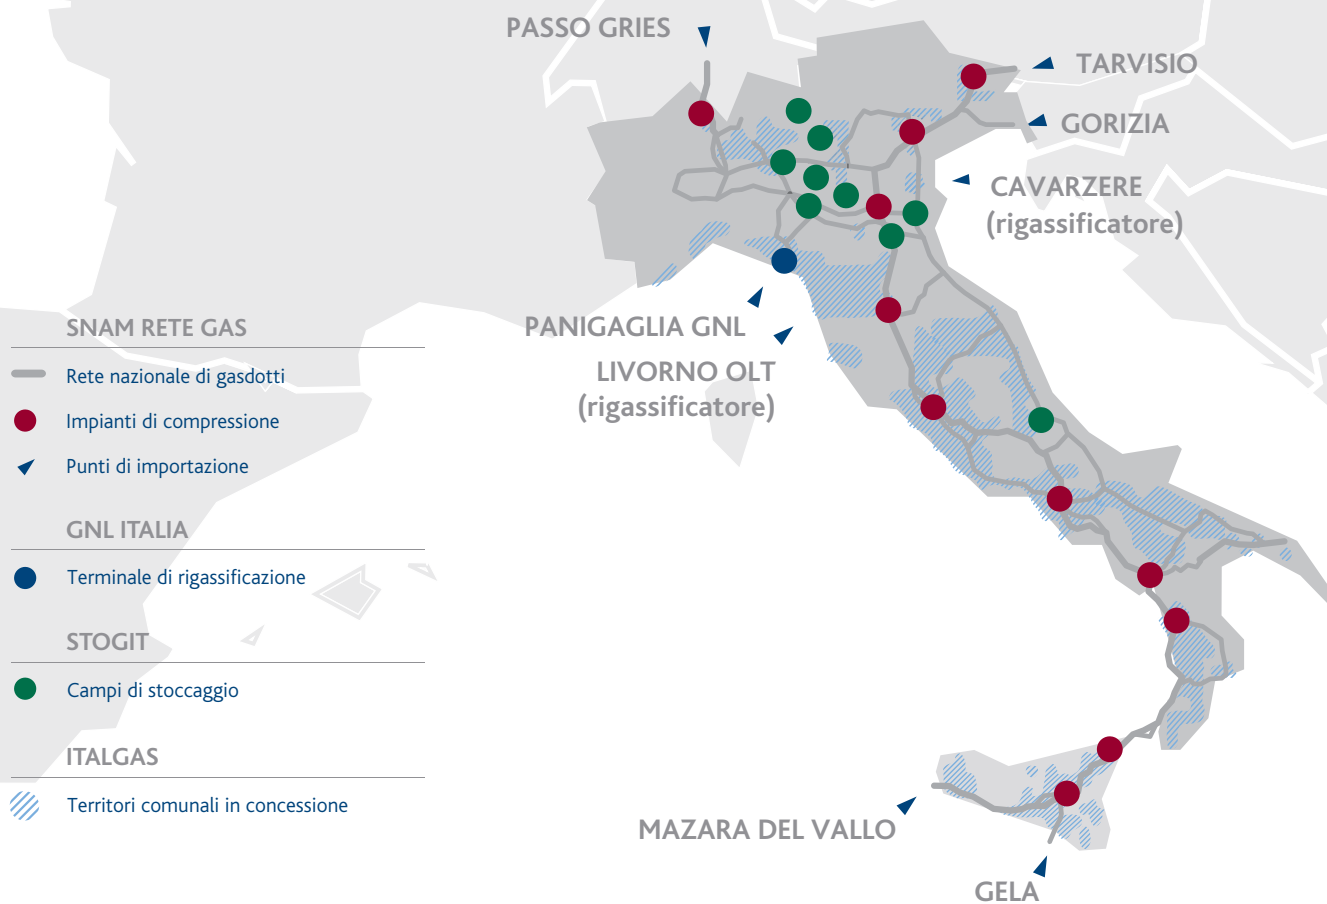 PASSO GRIES
TARVISIO
GORIZIA
CAVARZERE
(rigassificatore)
PANIGAGLIA GNL
LIVORNO OLT
(rigassificatore)
SNAM RETE GAS
Rete nazionale di gasdotti
Impianti di compressione
Punti di importazione
GNL ITALIA
Terminale di rigassificazione
STOGIT
Campi di stoccaggio
ITALGAS
Territori comunali in concessione
MAZARA DEL VALLO
GELA